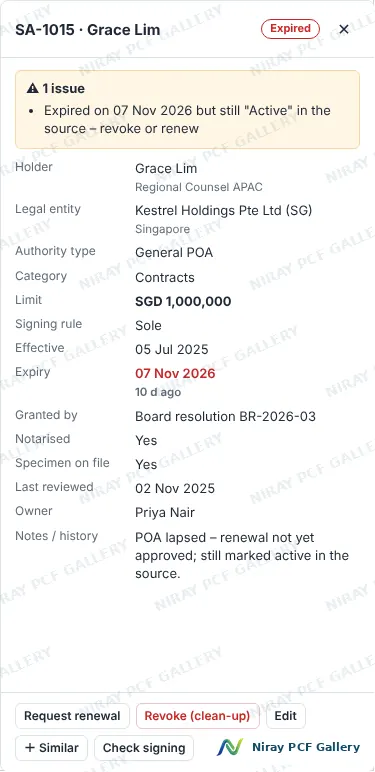 SA-1015 · Grace Lim
Expired
✕
⚠ 1 issue
• Expired on 07 Nov 2026 but still "Active" in the
source – revoke or renew
Holder
Grace Lim
Regional Counsel APAC
Legal entity
Kestrel Holdings Pte Ltd (SG)
Singapore
Authority type
General POA
Category
Contracts
Limit
SGD 1,000,000
Signing rule
Sole
Effective
05 Jul 2025
Expiry
07 Nov 2026
10 d ago
Granted by
Board resolution BR-2026-03
Notarised
Yes
Specimen on file
Yes
Last reviewed
02 Nov 2025
Owner
Priya Nair
Notes / history
POA lapsed – renewal not yet
approved; still marked active in the
source.
Request renewal
Revoke (clean-up)
Edit
+ Similar
Check signing
Niray PCF Gallery
NIRAY PCF GALLERY